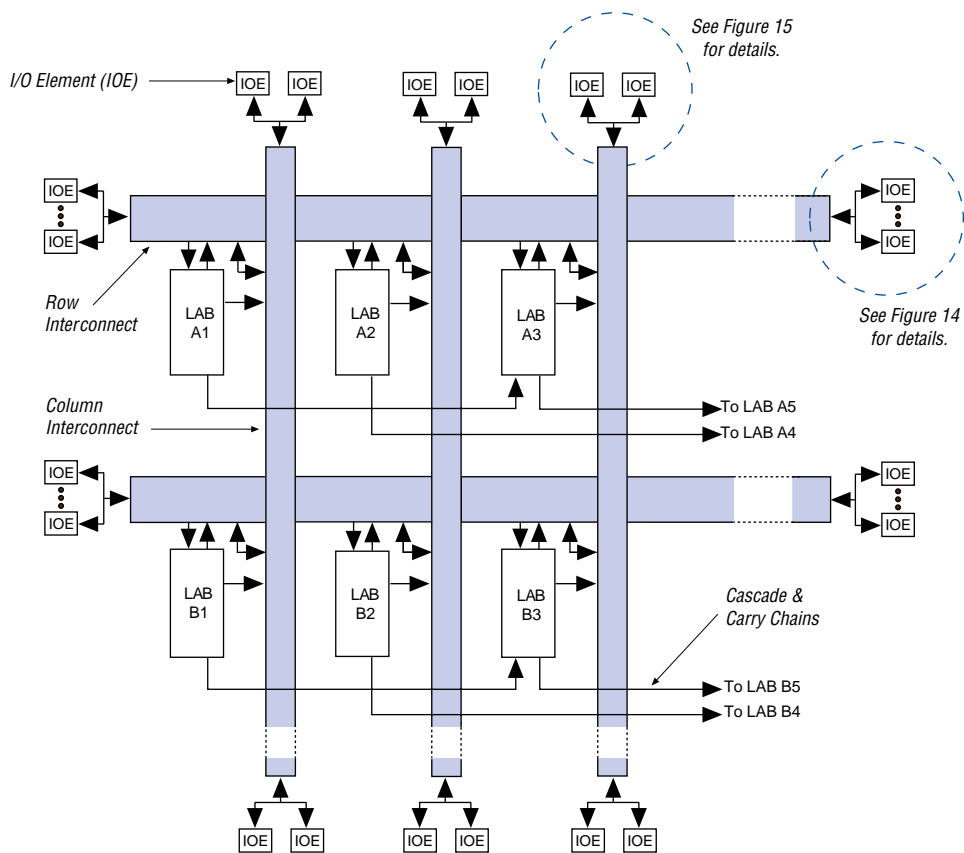 See Figure 15
for details.
I/O Element (IOE)
IOE IOE IOE IOE IOE IOE
IOE IOE
IOE IOE
Row
Interconnect
LAB
A1
LAB
A2
LAB
A3
See Figure 14
for details.
Column
Interconnect
To LAB A5
To LAB A4
IOE IOE
IOE IOE
LAB
B1
LAB
B2
LAB
B3
Cascade &
Carry Chains
To LAB B5
To LAB B4
IOE IOE IOE IOE IOE IOE